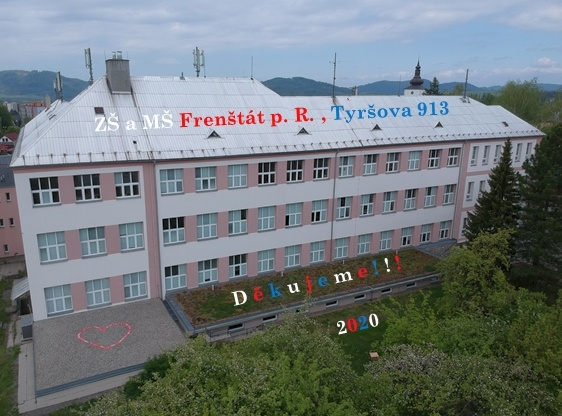 ZŠ a MŠ Frenštát p. R. , Tyršova 913
Děkujeme!!!
2020